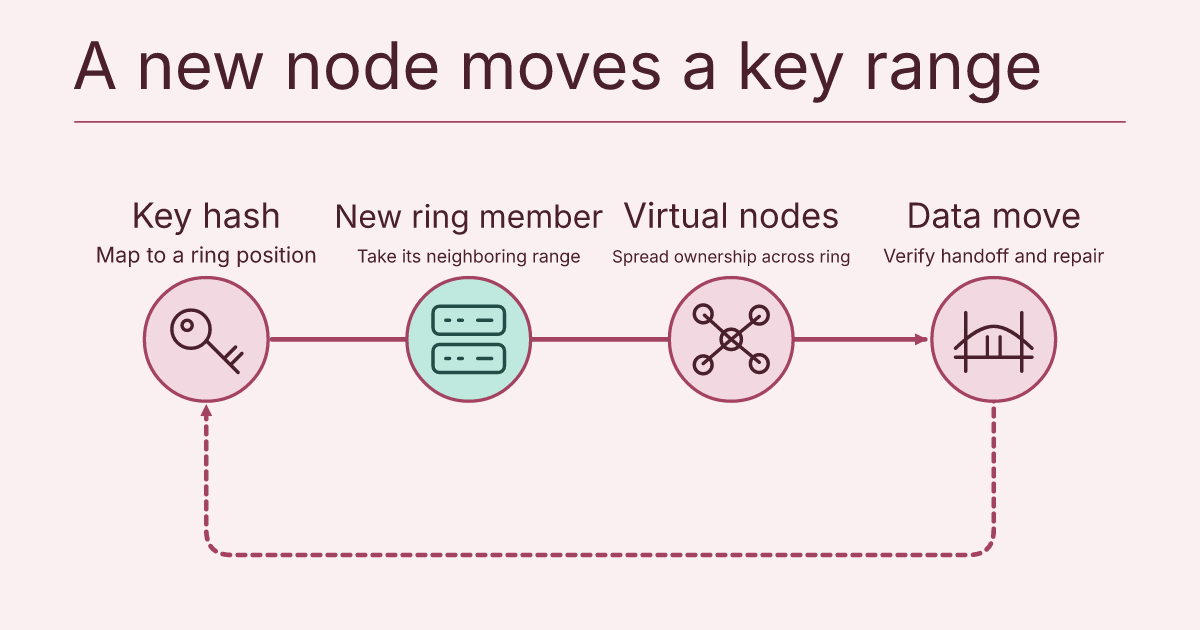 A new node moves a key range
Key hash
Map to a ring position
New ring member
Take its neighboring range
Virtual nodes
Spread ownership across ring
Data move
Verify handoff and repair